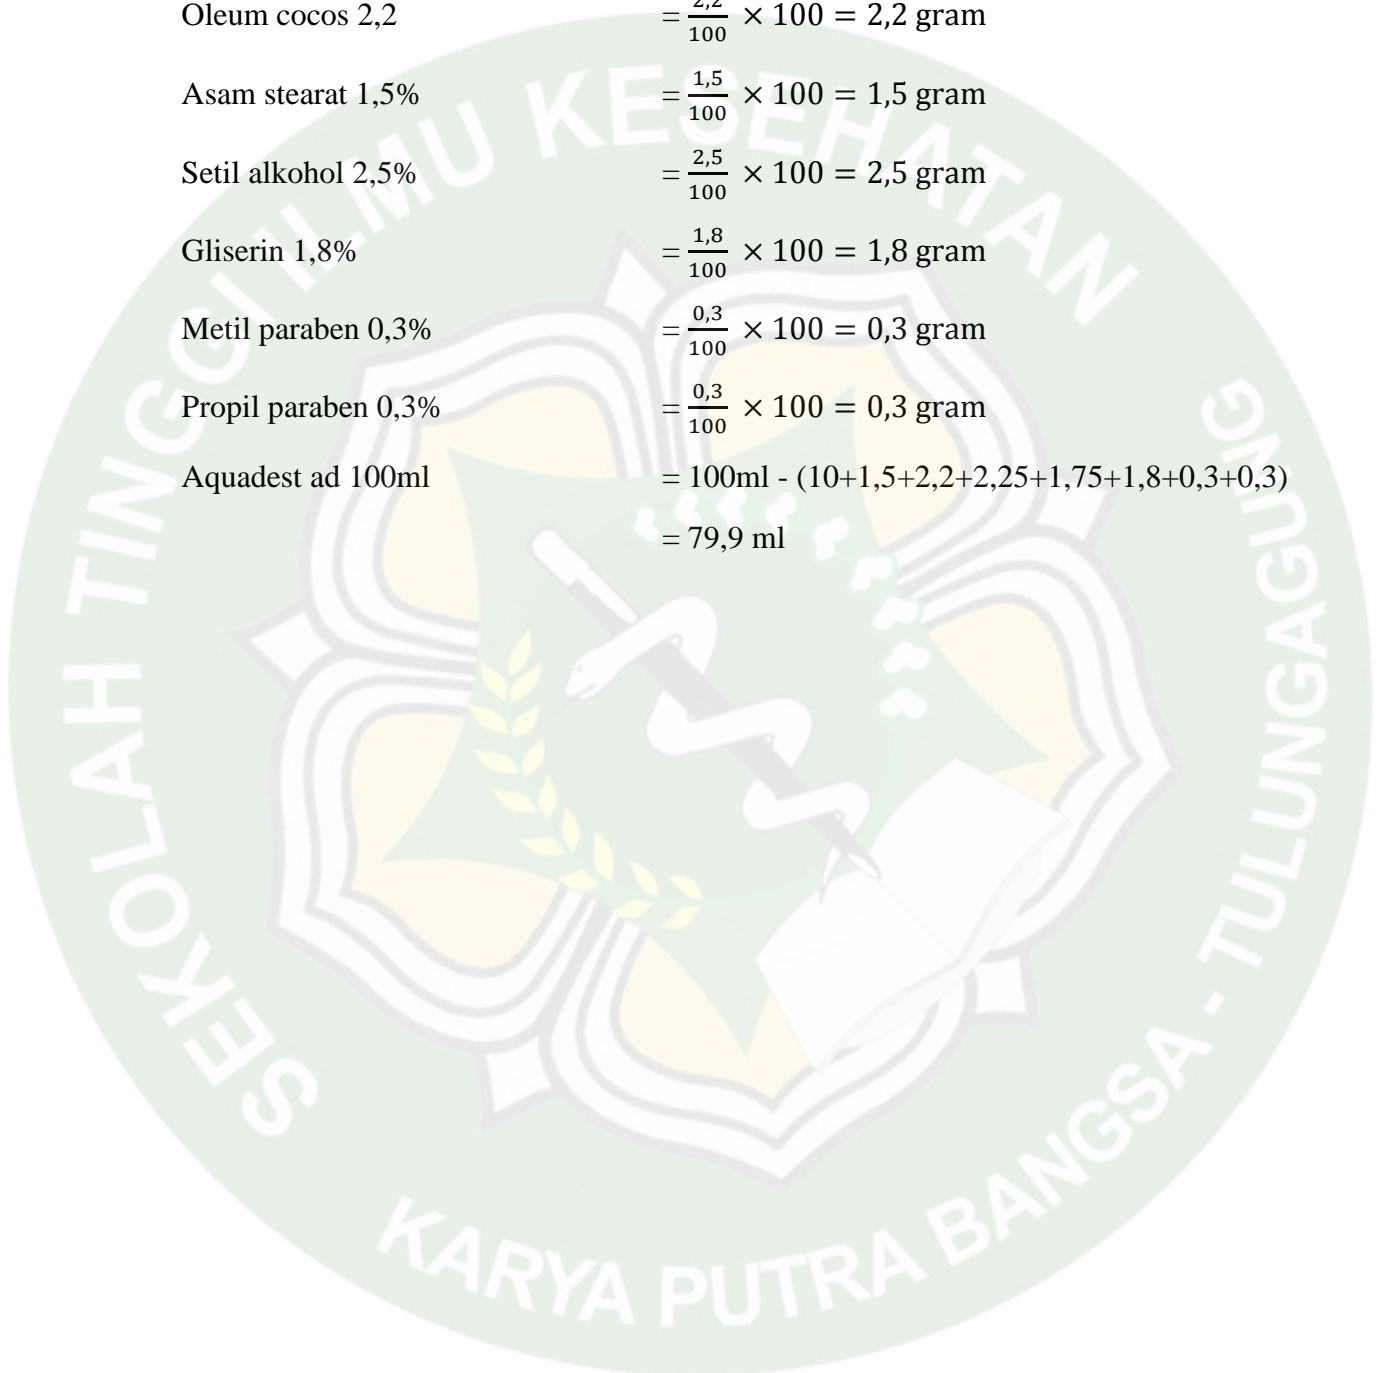 Oleum cocos 2,2 = 2,2/100 × 100 = 2,2 gram
Asam stearat 1,5% = 1,5/100 × 100 = 1,5 gram
Setil alkohol 2,5% = 2,5/100 × 100 = 2,5 gram
Gliserin 1,8% = 1,8/100 × 100 = 1,8 gram
Metil paraben 0,3% = 0,3/100 × 100 = 0,3 gram
Propil paraben 0,3% = 0,3/100 × 100 = 0,3 gram
Aquadest ad 100ml = 100ml - (10+1,5+2,2+2,25+1,75+1,8+0,3+0,3)
= 79,9 ml
SEKOLAH TINGGI ILMU KESEHATAN
KARYA PUTRA BANGSA - TULUNGAGUNG